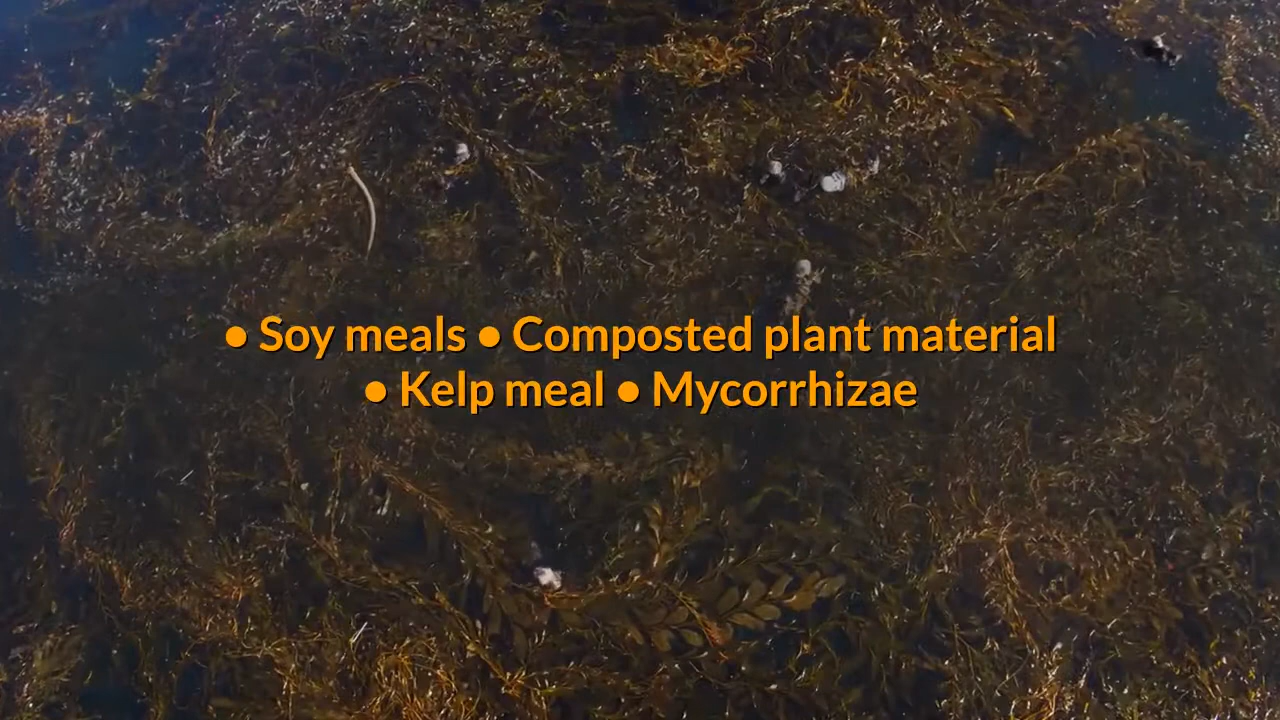 ● Soy meals ● Composted plant material
● Kelp meal ● Mycorrhizae